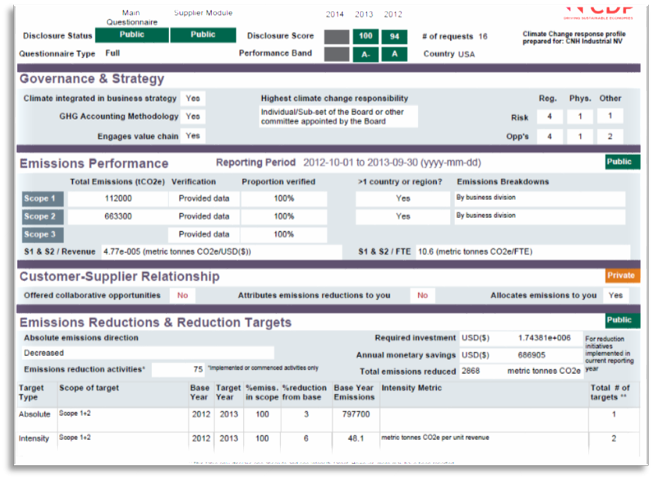 Main Questionnaire Supplier Module 2014 2013 2012 CDP
DRIVING SUSTAINABLE ECONOMIES
Disclosure Status Public Public Disclosure Score 100 94 # of requests 16 Climate Change response profile
prepared for: CNH Industrial NV
Questionnaire Type Full Performance Band A- A Country USA
Governance & Strategy
Climate integrated in business strategy Yes Highest climate change responsibility Reg. Phys. Other
GHG Accounting Methodology Yes Individual/Sub-set of the Board or other
committee appointed by the Board Risk 4 1 1
Engages value chain Yes Opp's 4 1 2
Emissions Performance Reporting Period 2012-10-01 to 2013-09-30 (yyyy-mm-dd) Public
Total Emissions (tCO2e) Verification Proportion verified >1 country or region? Emissions Breakdowns
Scope 1 112000 Provided data 100% Yes By business division
Scope 2 663300 Provided data 100% Yes By business division
Scope 3 Provided data 100%
S1 & S2 / Revenue 4.77e-005 (metric tonnes CO2e/USD($)) S1 & S2 / FTE 10.6 (metric tonnes CO2e/FTE)
Customer-Supplier Relationship Private
Offered collaborative opportunities No Attributes emissions reductions to you No Allocates emissions to you Yes
Emissions Reductions & Reduction Targets Public
Absolute emissions direction Required investment USD($) 1.74381e+006 For reduction
initiatives
implemented in
current reporting
year
Decreased Annual monetary savings USD($) 686905
Emissions reduction activities* 75 *Implemented or commenced activities only Total emissions reduced 2868 metric tonnes CO2e
Target Type Scope of target Base Year Target Year %emiss. in scope %reduction from base Base Year Emissions Intensity Metric Total # of targets **
Absolute Scope 1+2 2012 2013 100 3 797700 1
Intensity Scope 1+2 2012 2013 100 6 48.1 metric tonnes CO2e per unit revenue 2